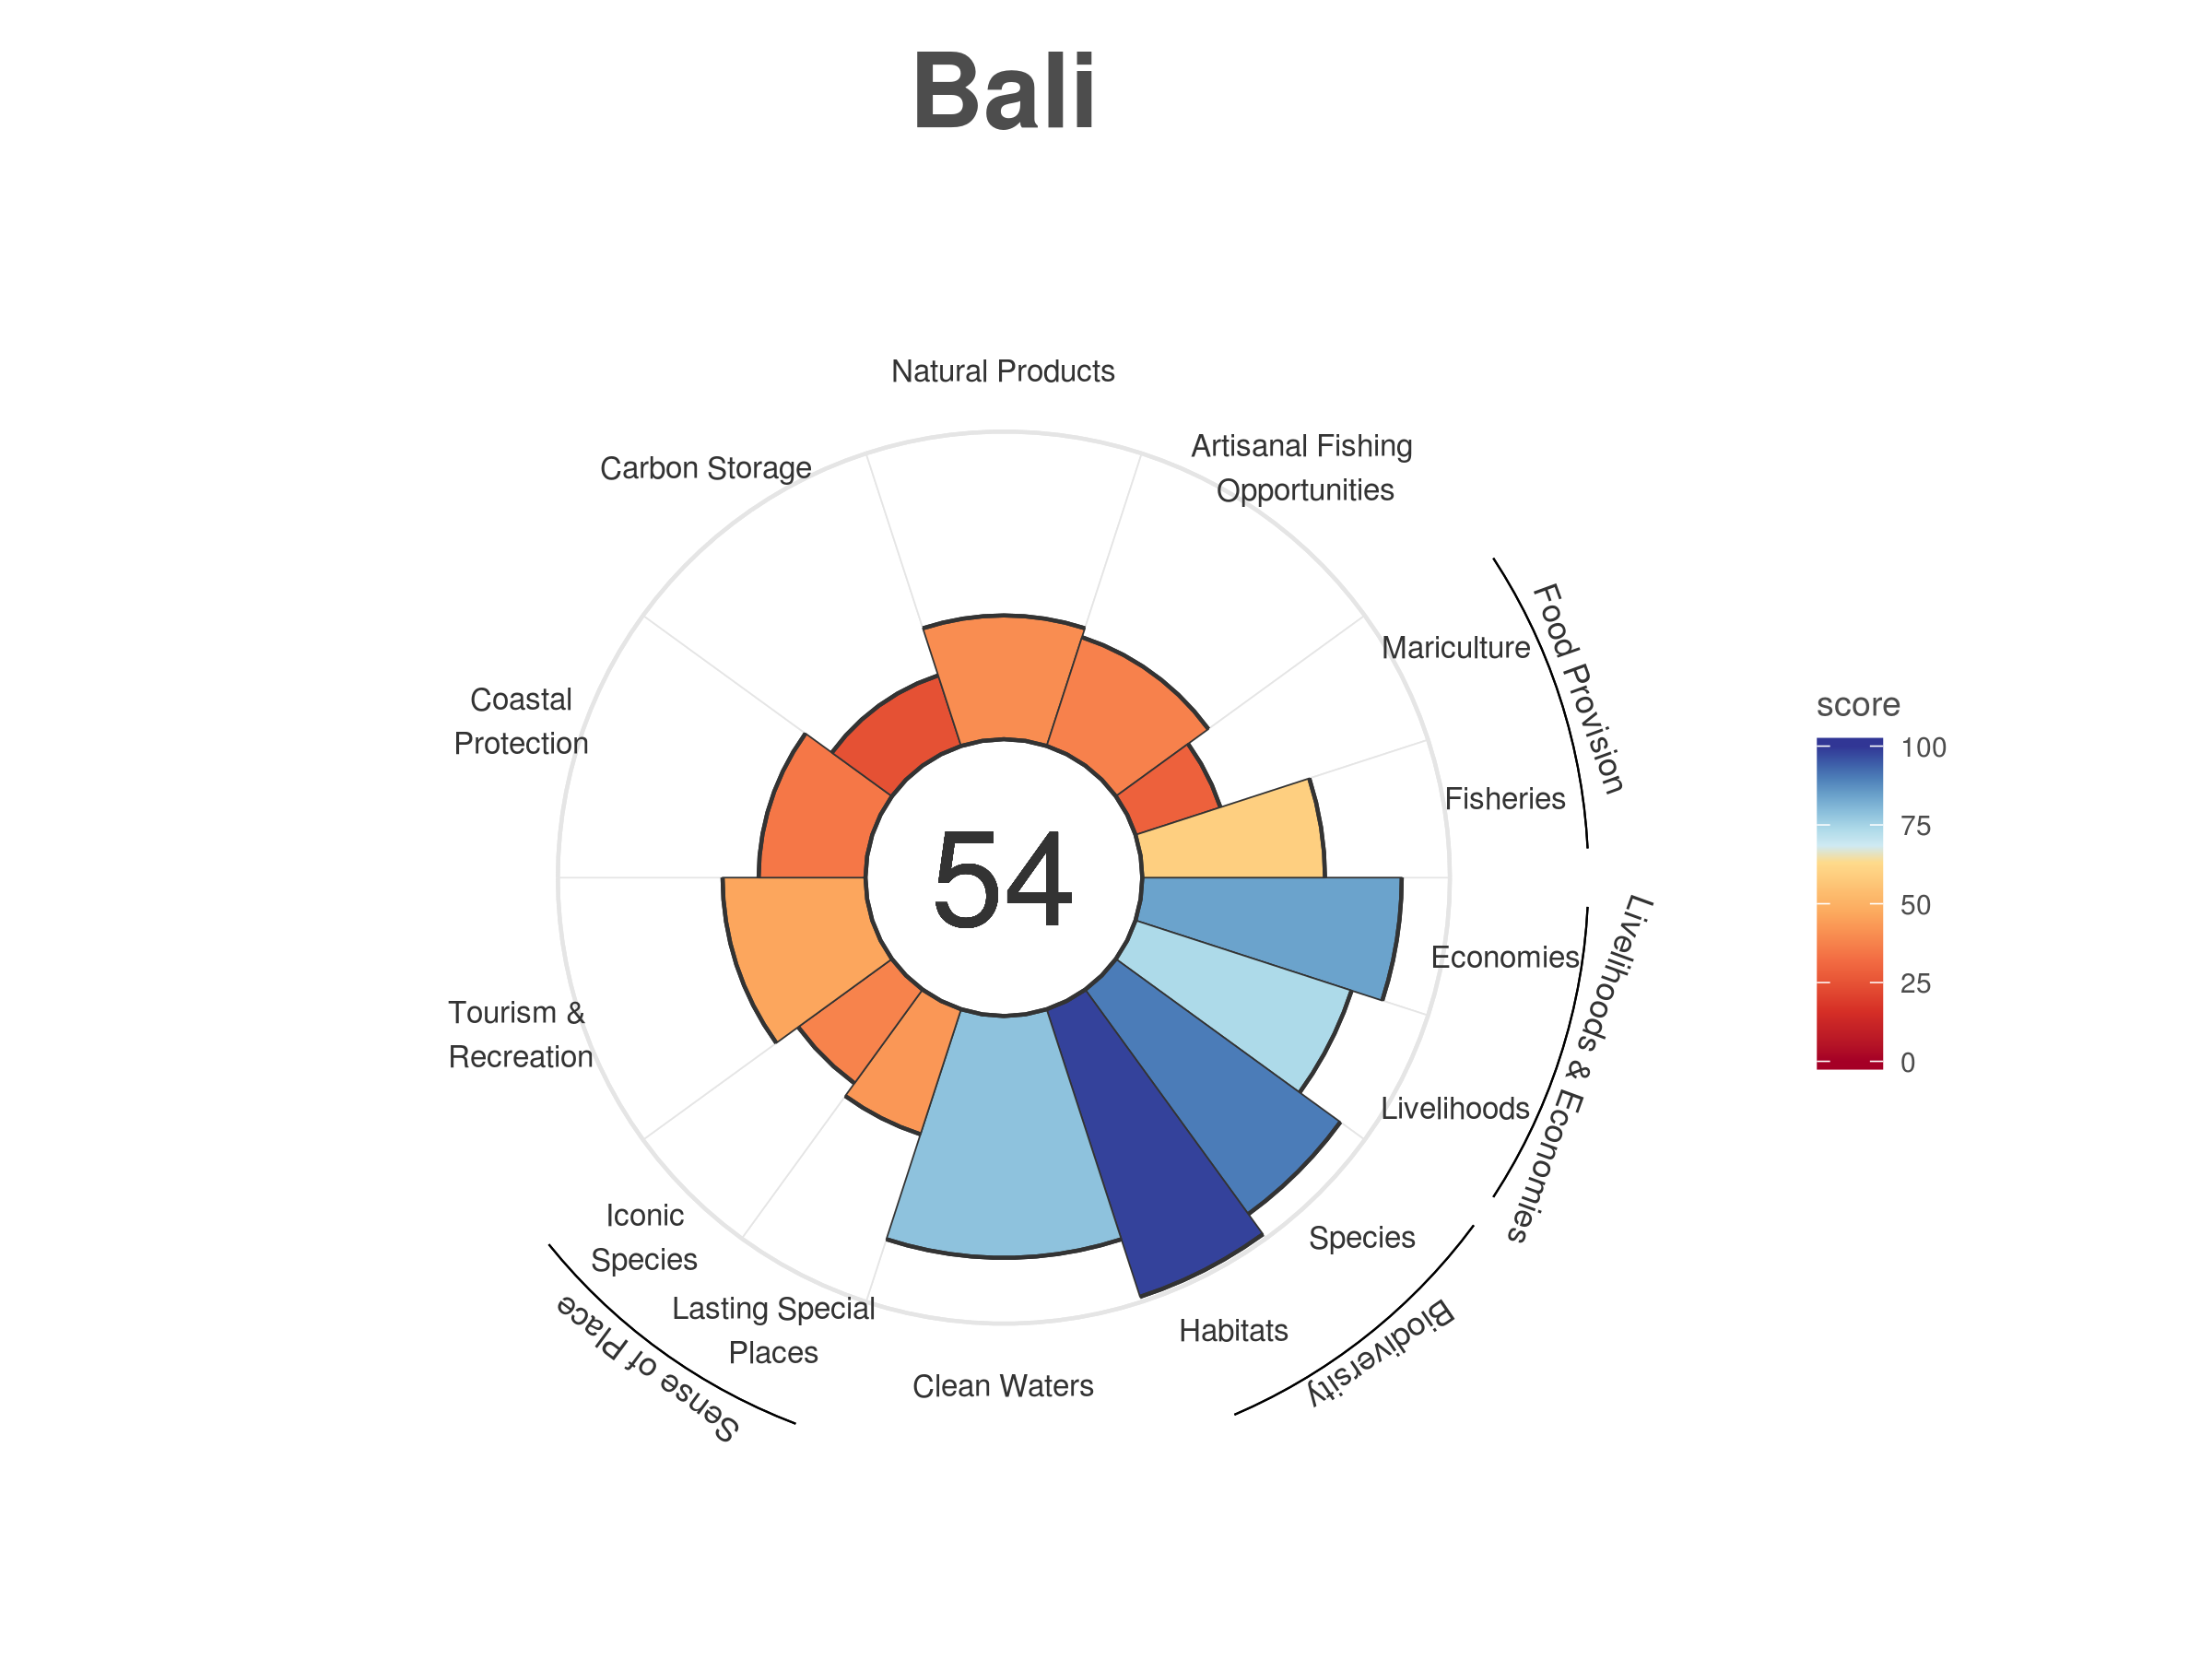 Bali
Natural Products
Artisanal Fishing
Opportunities
Carbon Storage
Mariculture
Food Provision
Fisheries
Coastal
Protection
54
Economies
Livelihoods
Livelihoods & Economies
Tourism &
Recreation
Species
Habitats
Biodiversity
Iconic
Species
Lasting Special
Places
Sense of Place
Clean Waters
score
100
75
50
25
0